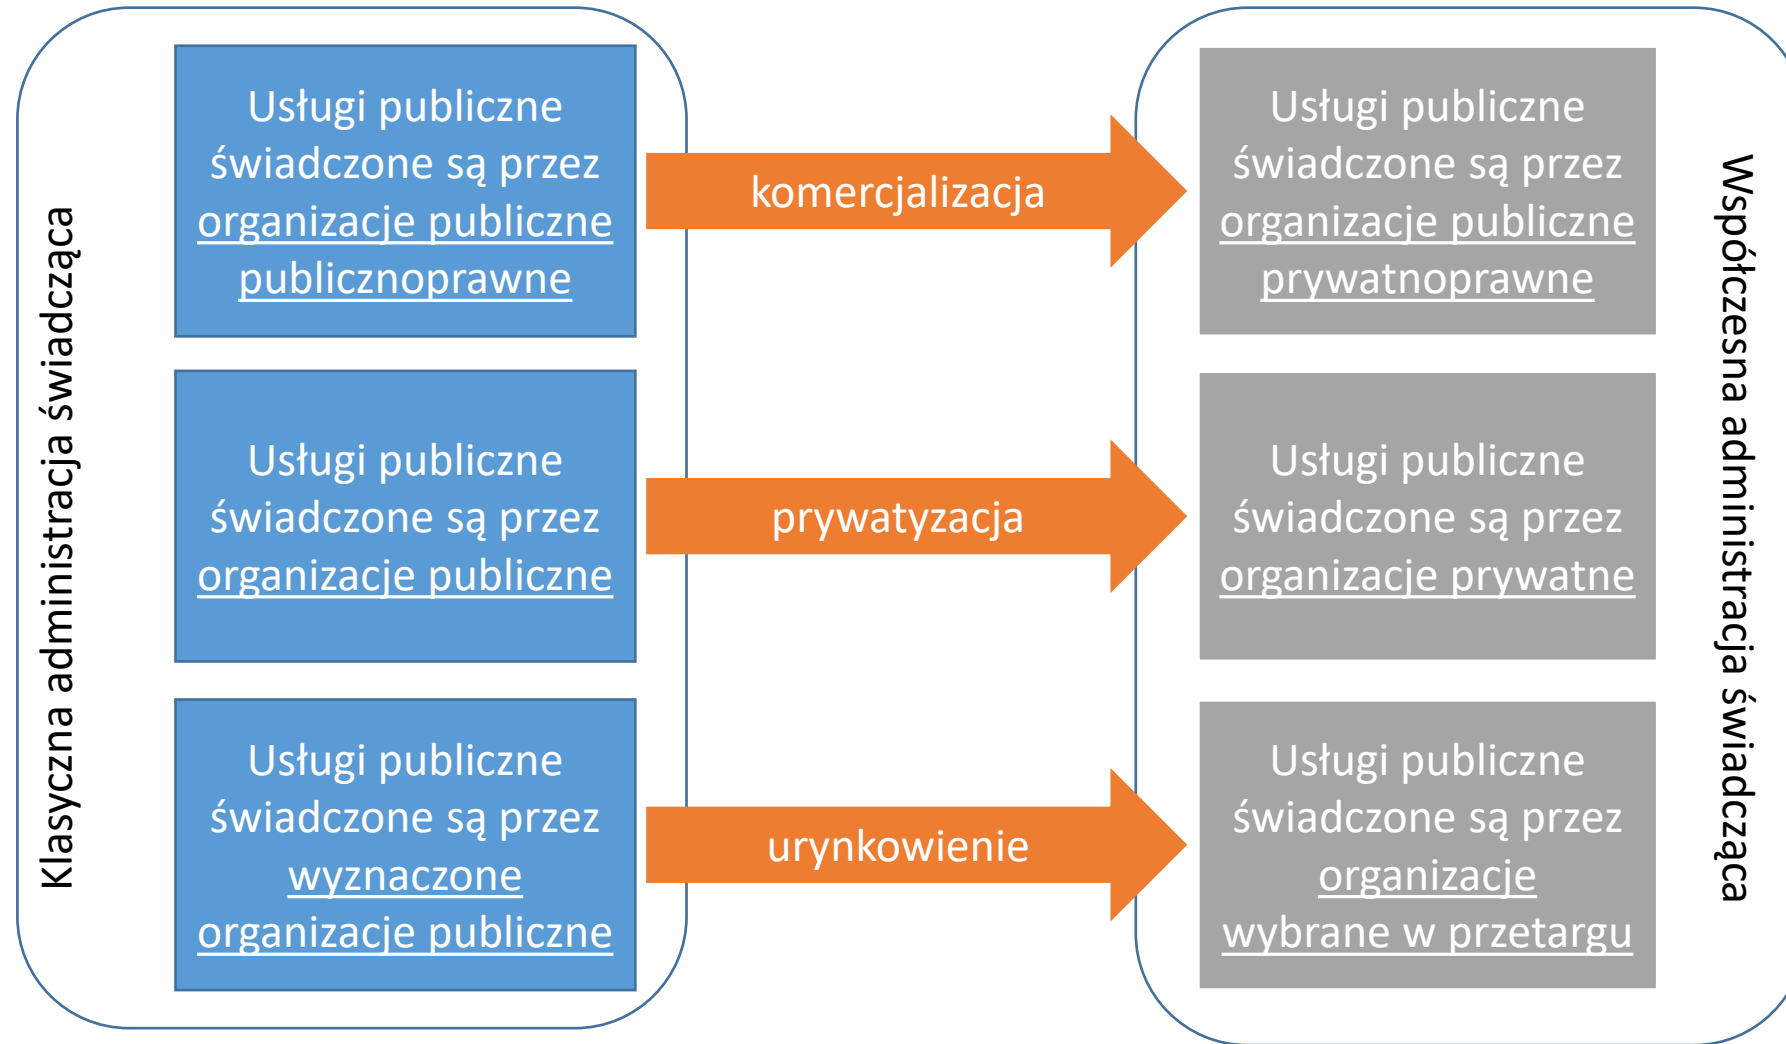 Klasyczna administracja świadcząca
Usługi publiczne
świadczone są przez
organizacje publiczne
publicznoprawne
komercjalizacja
Usługi publiczne
świadczone są przez
organizacje publiczne
prywatnoprawne
Usługi publiczne
świadczone są przez
organizacje publiczne
prywatyzacja
Usługi publiczne
świadczone są przez
organizacje prywatne
Usługi publiczne
świadczone są przez
wyznaczone
organizacje publiczne
urynkowienie
Usługi publiczne
świadczone są przez
organizacje
wybrane w przetargu
Współczesna administracja świadcząca